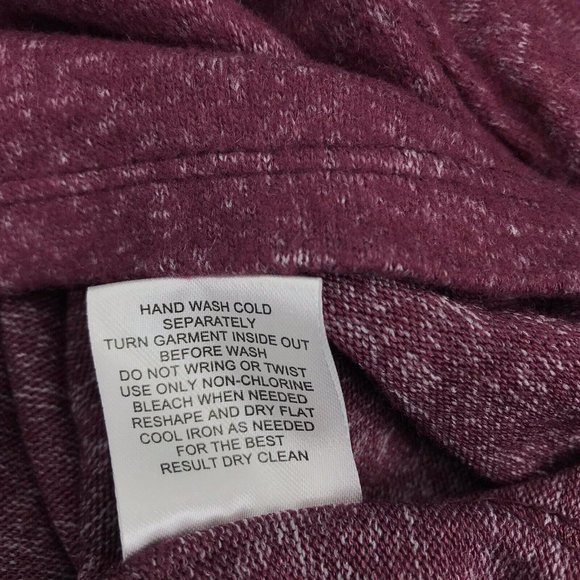 HAND WASH COLD
SEPARATELY
TURN GARMENT INSIDE OUT
BEFORE WASH
DO NOT WRING OR TWIST
USE ONLY NON-CHLORINE
BLEACH WHEN NEEDED
RESHAPE AND DRY FLAT
COOL IRON AS NEEDED
FOR THE BEST
RESULT DRY CLEAN